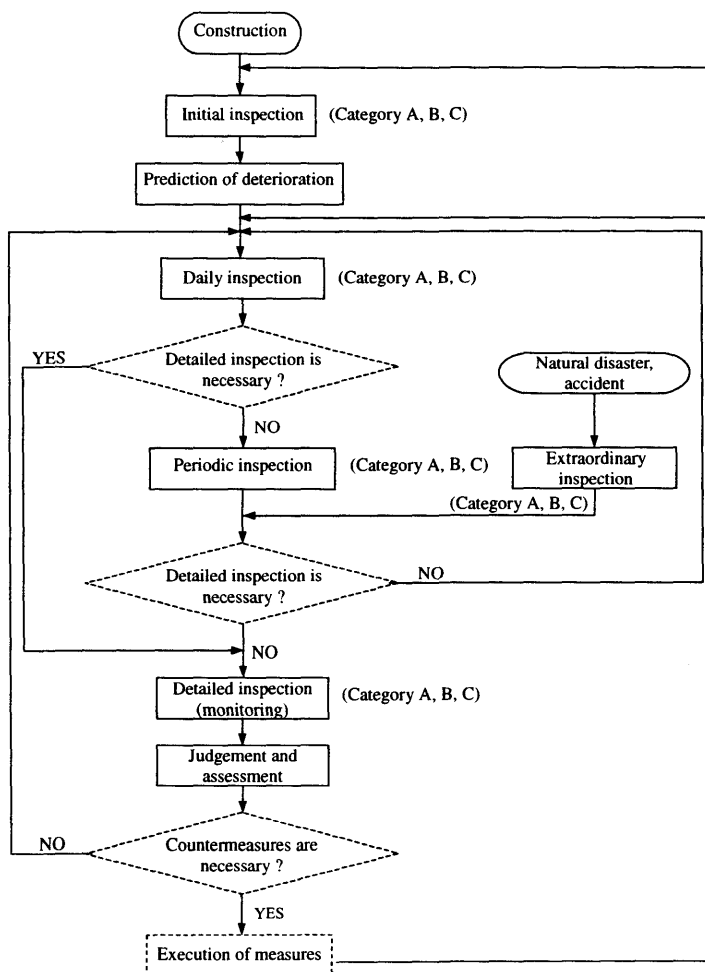 Construction
Initial inspection
(Category A, B, C)
Prediction of deterioration
Daily inspection
(Category A, B, C)
YES
Detailed inspection is
necessary ?
Natural disaster,
accident
NO
Periodic inspection
(Category A, B, C)
Extraordinary
inspection
(Category A, B, C)
Detailed inspection is
necessary ?
NO
NO
Detailed inspection
(monitoring)
(Category A, B, C)
Judgement and
assessment
NO
Countermeasures are
necessary ?
YES
Execution of measures